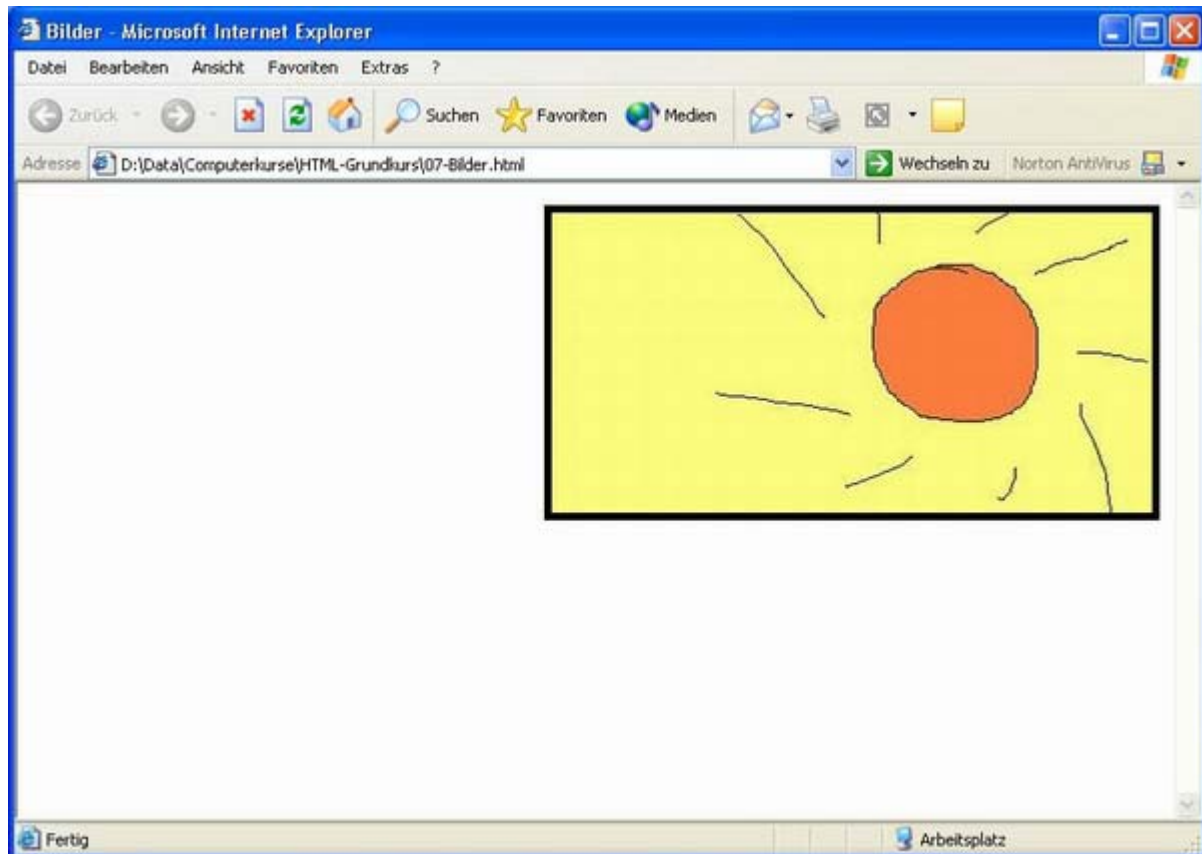 Bilder - Microsoft Internet Explorer
Datei Bearbeiten Ansicht Favoriten Extras ?
Zurück Suchen Favoriten Medien
Adresse D:\Data\Computerkurse\HTML-Grundkurs\07-Bilder.html Wechseln zu Norton AntiVirus
Fertig Arbeitsplatz